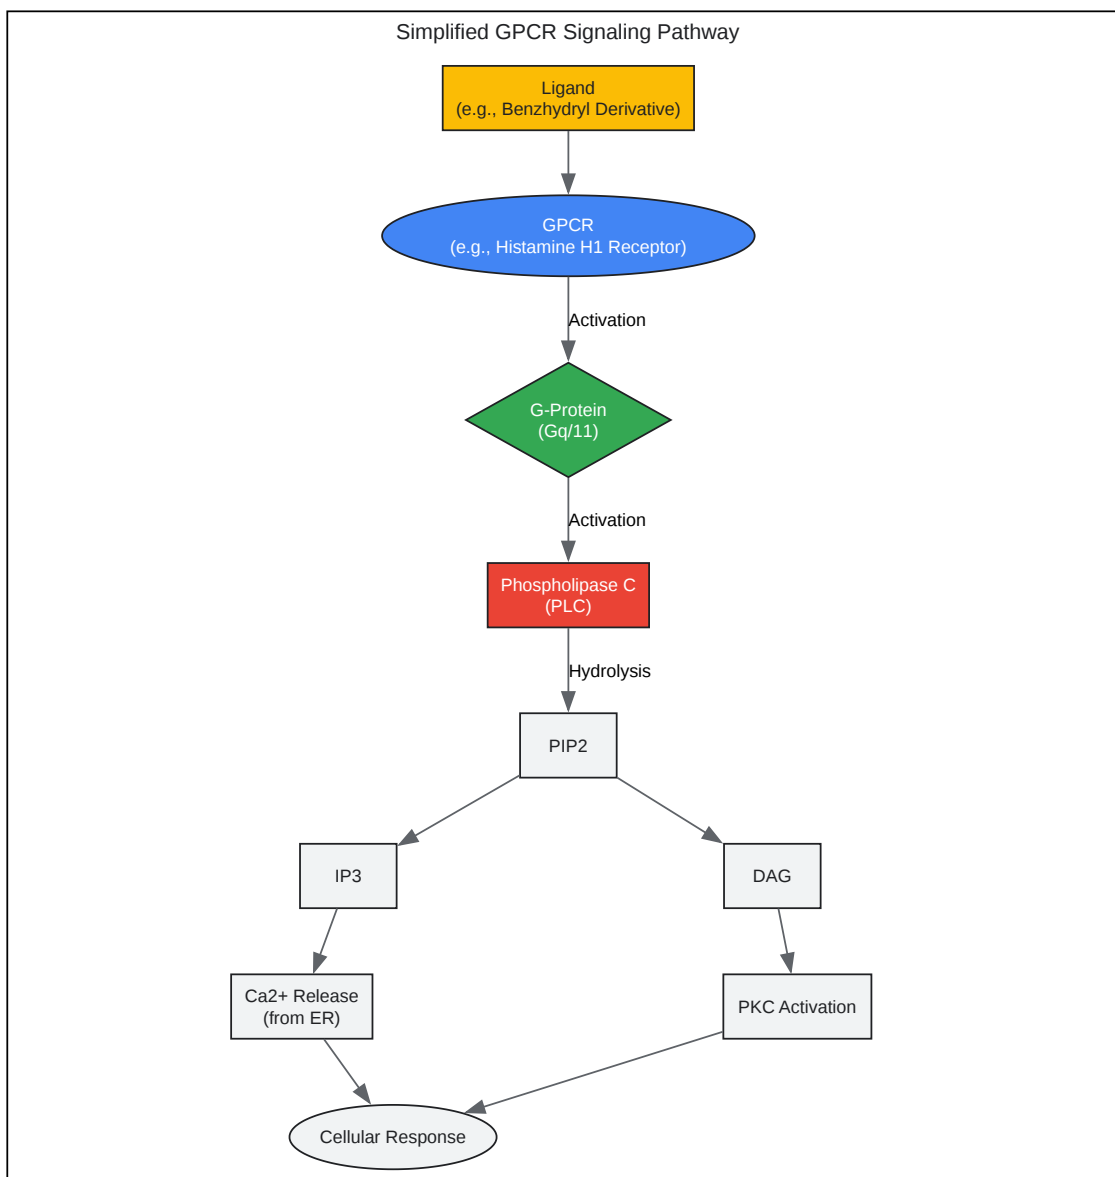 Simplified GPCR Signaling Pathway
Ligand
(e.g., Benzhydryl Derivative)
GPCR
(e.g., Histamine H1 Receptor)
Activation
G-Protein
(Gq/11)
Activation
Phospholipase C
(PLC)
Hydrolysis
PIP2
IP3
DAG
Ca2+ Release
(from ER)
PKC Activation
Cellular Response